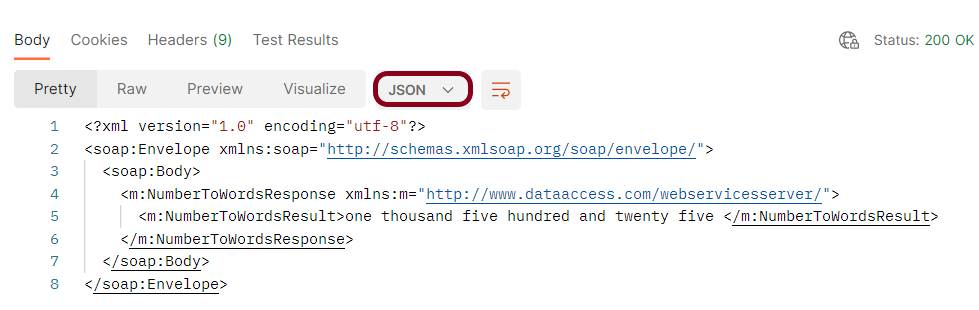 Body Cookies Headers (9) Test Results Status: 200 OK
Pretty Raw Preview Visualize JSON
1 <?xml version="1.0" encoding="utf-8"?>
2 <soap:Envelope xmlns:soap="http://schemas.xmlsoap.org/soap/envelope/">
3 <soap:Body>
4 <m:NumberToWordsResponse xmlns:m="http://www.dataaccess.com/webservicesserver/">
5 <m:NumberToWordsResult>one thousand five hundred and twenty five </m:NumberToWordsResult>
6 </m:NumberToWordsResponse>
7 </soap:Body>
8 </soap:Envelope>